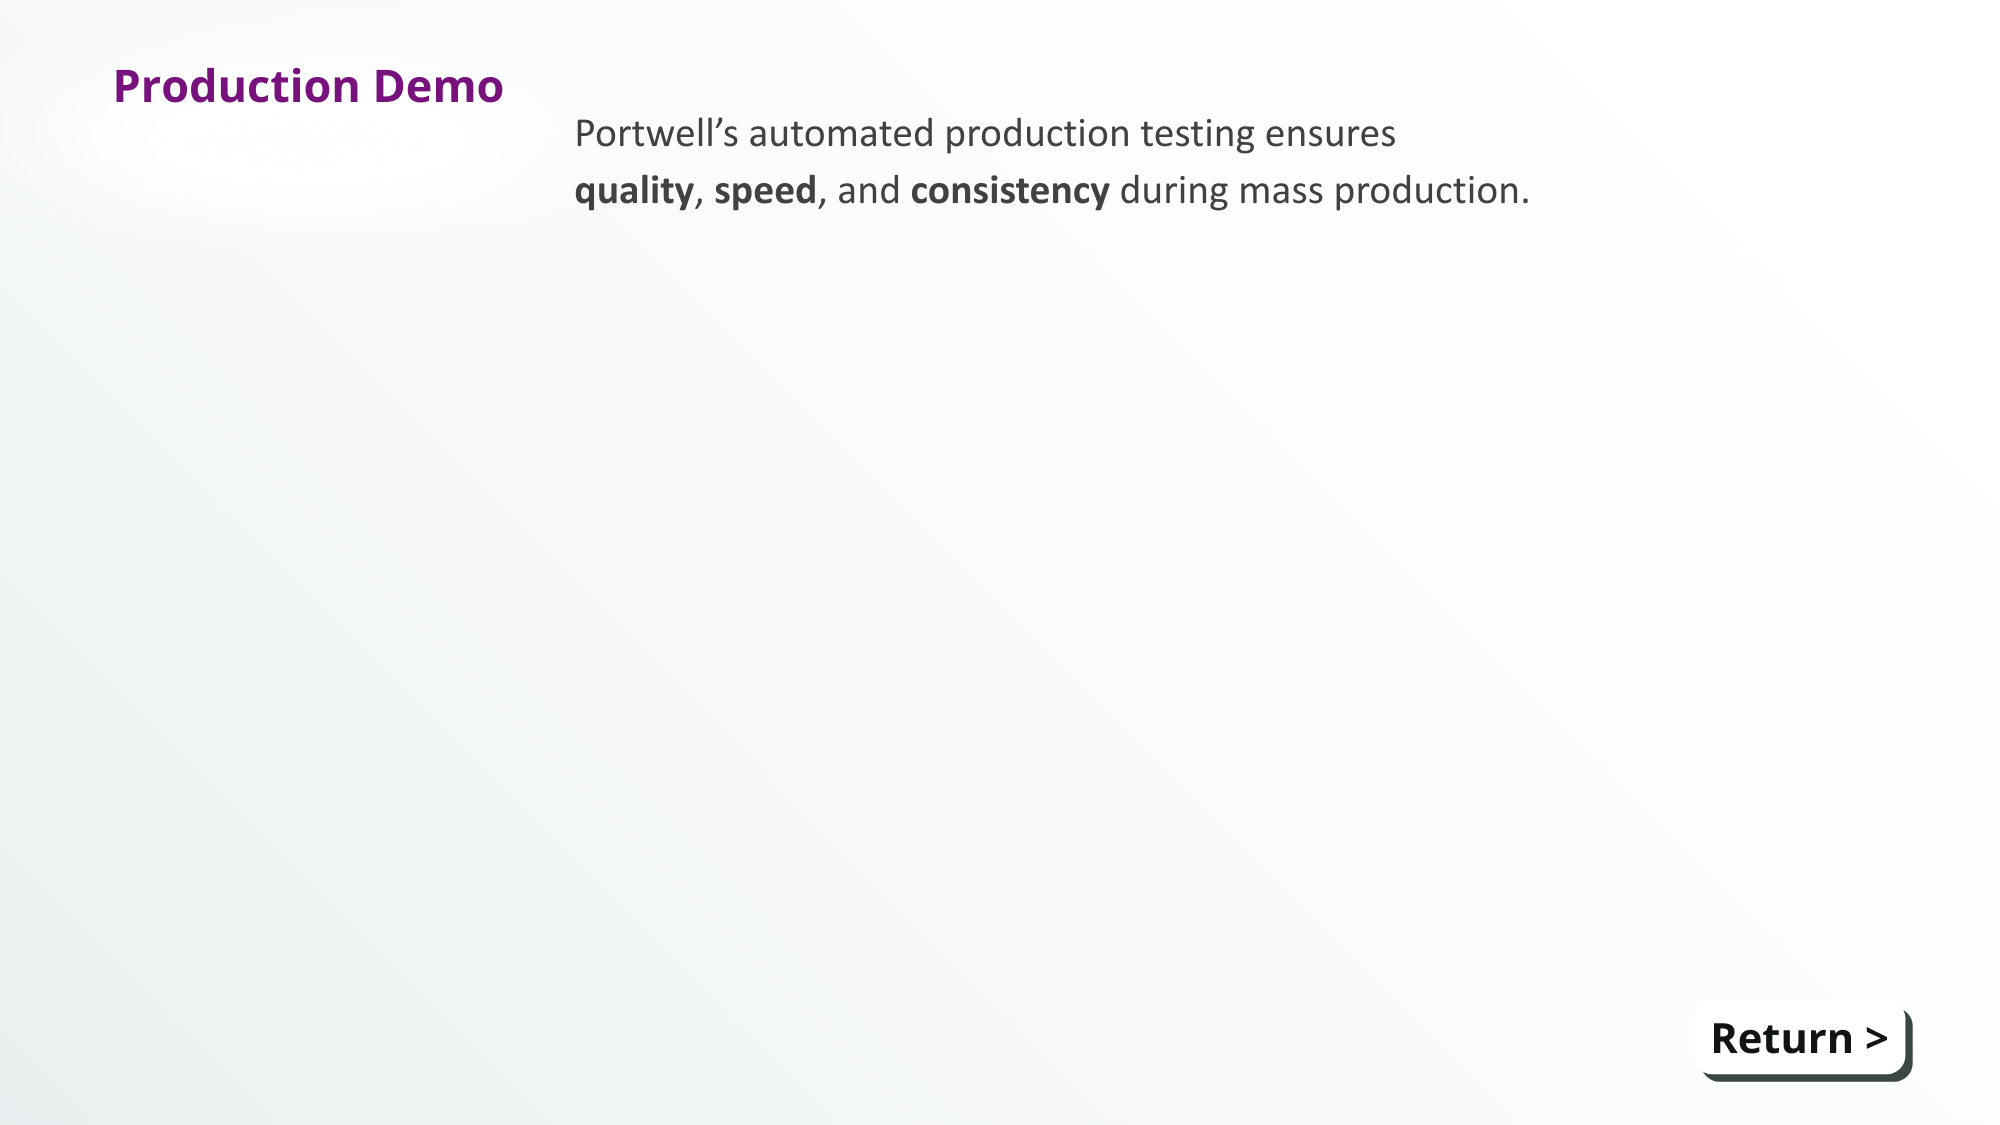 Production Demo
Portwell’s automated production testing ensures
quality, speed, and consistency during mass production.
Return >